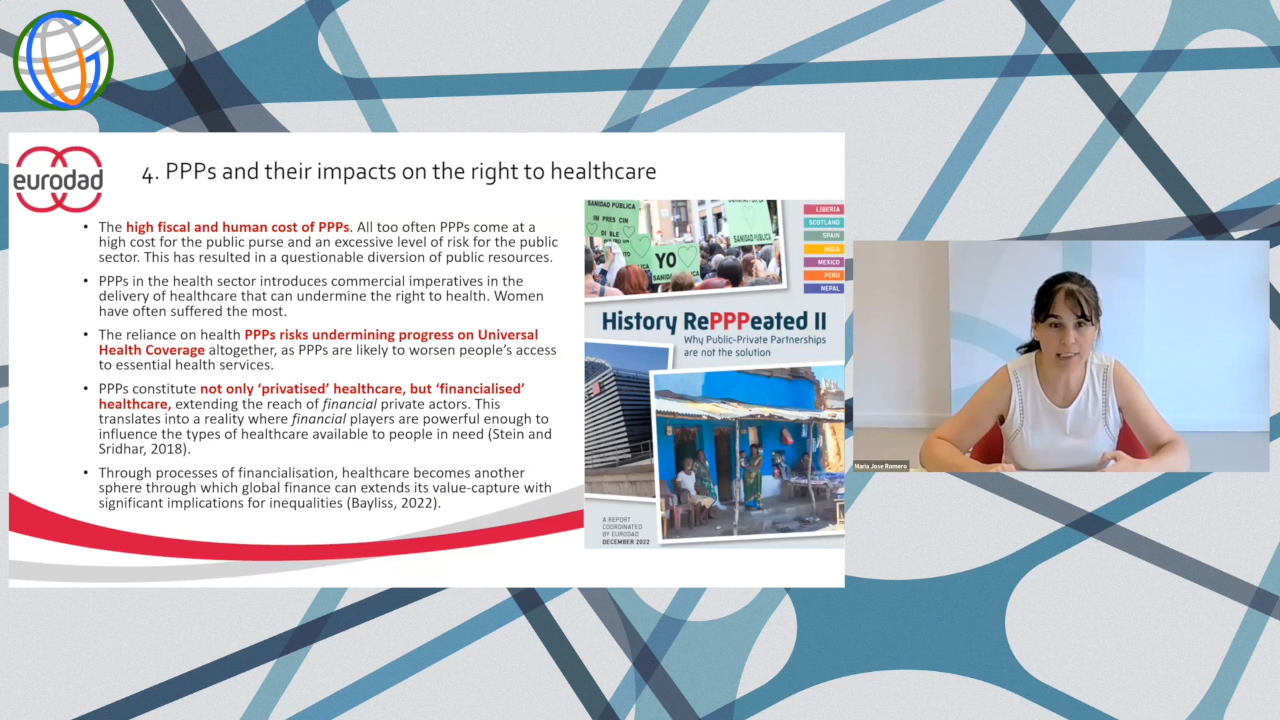 eurodad
4. PPPs and their impacts on the right to healthcare
• The high fiscal and human cost of PPPs. All too often PPPs come at a
high cost for the public purse and an excessive level of risk for the public
sector. This has resulted in a questionable diversion of public resources.
• PPPs in the health sector introduces commercial imperatives in the
delivery of healthcare that can undermine the right to health. Women
have often suffered the most.
• The reliance on health PPPs risks undermining progress on Universal
Health Coverage altogether, as PPPs are likely to worsen people's access
to essential health services.
• PPPs constitute not only 'privatised' healthcare, but 'financialised'
healthcare, extending the reach of financial private actors. This
translates into a reality where financial players are powerful enough to
influence the types of healthcare available to people in need (Stein and
Sridhar, 2018).
• Through processes of financialisation, healthcare becomes another
sphere through which global finance can extends its value-capture with
significant implications for inequalities (Bayliss, 2022).
SANIDAD PÚBLICA
YO
SANIDAD PÚBLICA
LIBERIA
SCOTLAND
SPAIN
INDIA
MEXICO
PERU
NEPAL
History RePPPeated II
Why Public-Private Partnerships
are not the solution
A REPORT
COORDINATED
BY EURODAD
DECEMBER 2022
Maria Jose Romero